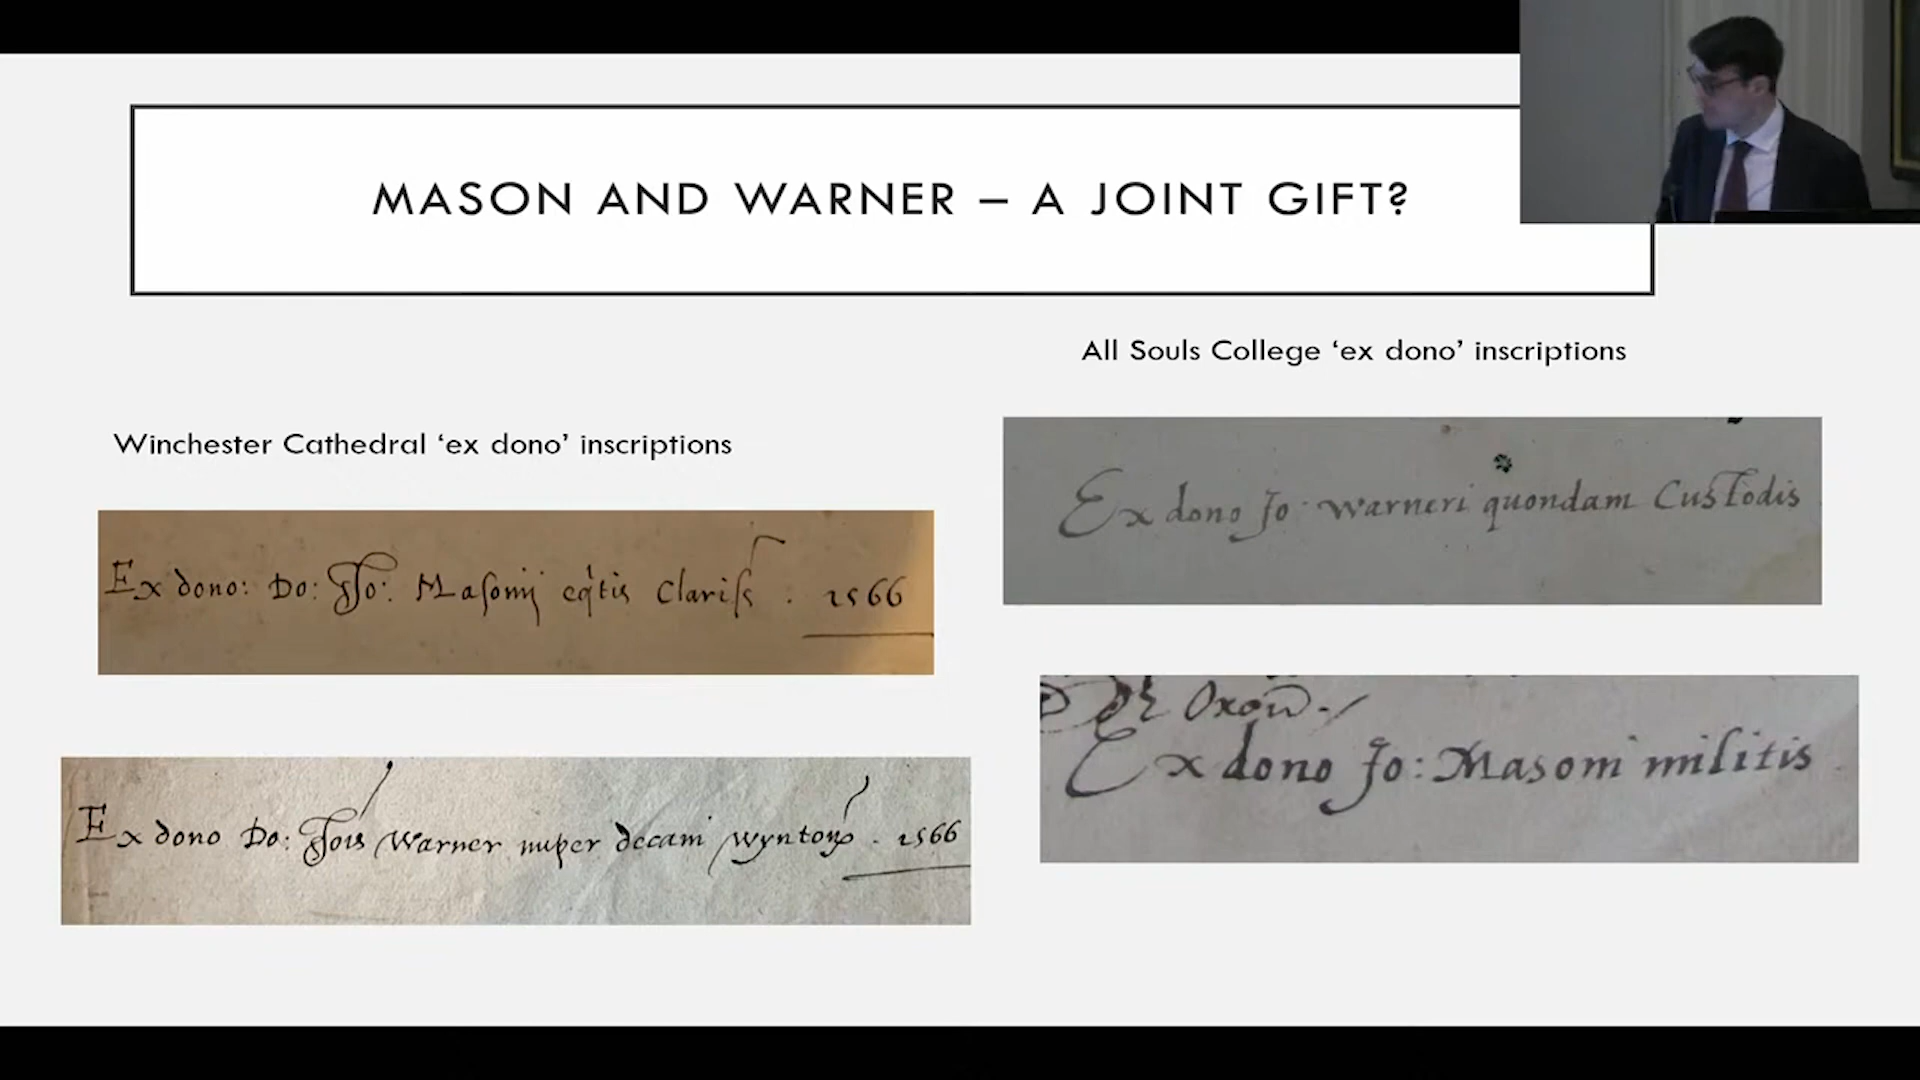 MASON AND WARNER – A JOINT GIFT?
Winchester Cathedral ‘ex dono’ inscriptions
Ex dono: Do: Jo: Masonij eqtis Clariss . 1566
Ex dono Do: Jois Warner nuper decani wynton . 1566
All Souls College ‘ex dono’ inscriptions
Ex dono Jo · Warneri quondam Custodis
Oxon . /
Ex dono Jo: Masoni militis